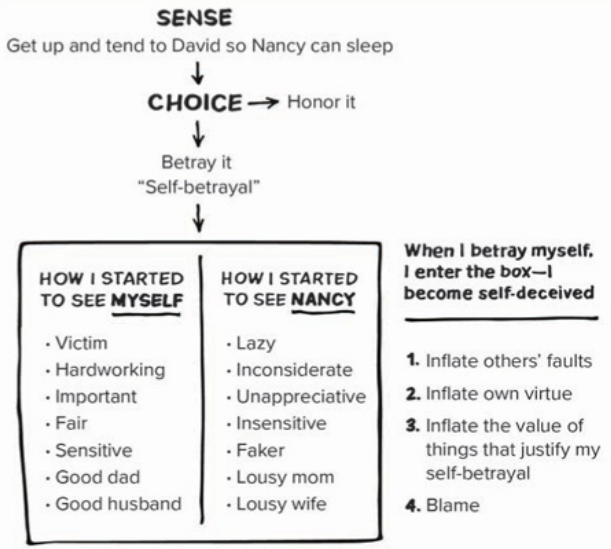 SENSE
Get up and tend to David so Nancy can sleep
CHOICE → Honor it
Betray it
“Self-betrayal”
HOW I STARTED
TO SEE MYSELF
· Victim
· Hardworking
· Important
· Fair
· Sensitive
· Good dad
· Good husband
HOW I STARTED
TO SEE NANCY
· Lazy
· Inconsiderate
· Unappreciative
· Insensitive
· Faker
· Lousy mom
· Lousy wife
When I betray myself,
I enter the box—I
become self-deceived
1. Inflate others’ faults
2. Inflate own virtue
3. Inflate the value of
things that justify my
self-betrayal
4. Blame